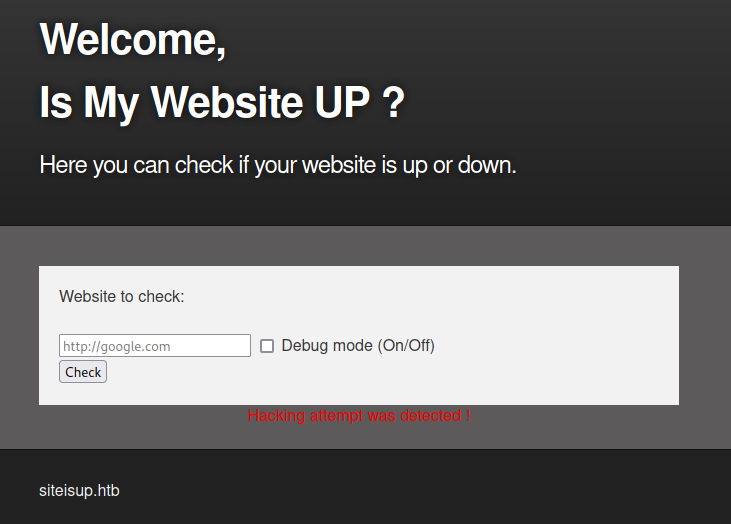 Welcome,
Is My Website UP ?
Here you can check if your website is up or down.
Website to check:
http://google.com Debug mode (On/Off)
Check
Hacking attempt was detected !
siteisup.htb